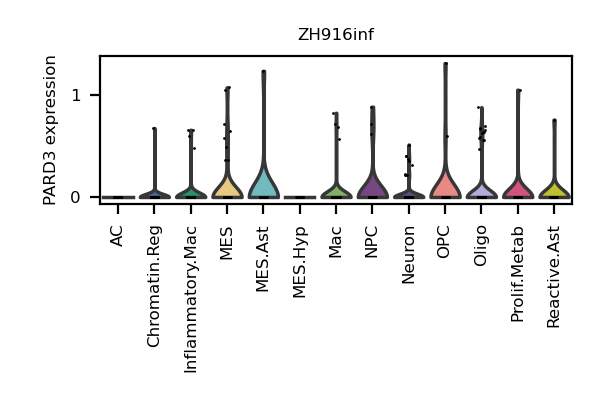 ZH916inf
PARD3 expression
1
0
AC
Chromatin.Reg
Inflammatory.Mac
MES
MES.Ast
MES.Hyp
Mac
NPC
Neuron
OPC
Oligo
Prolif.Metab
Reactive.Ast